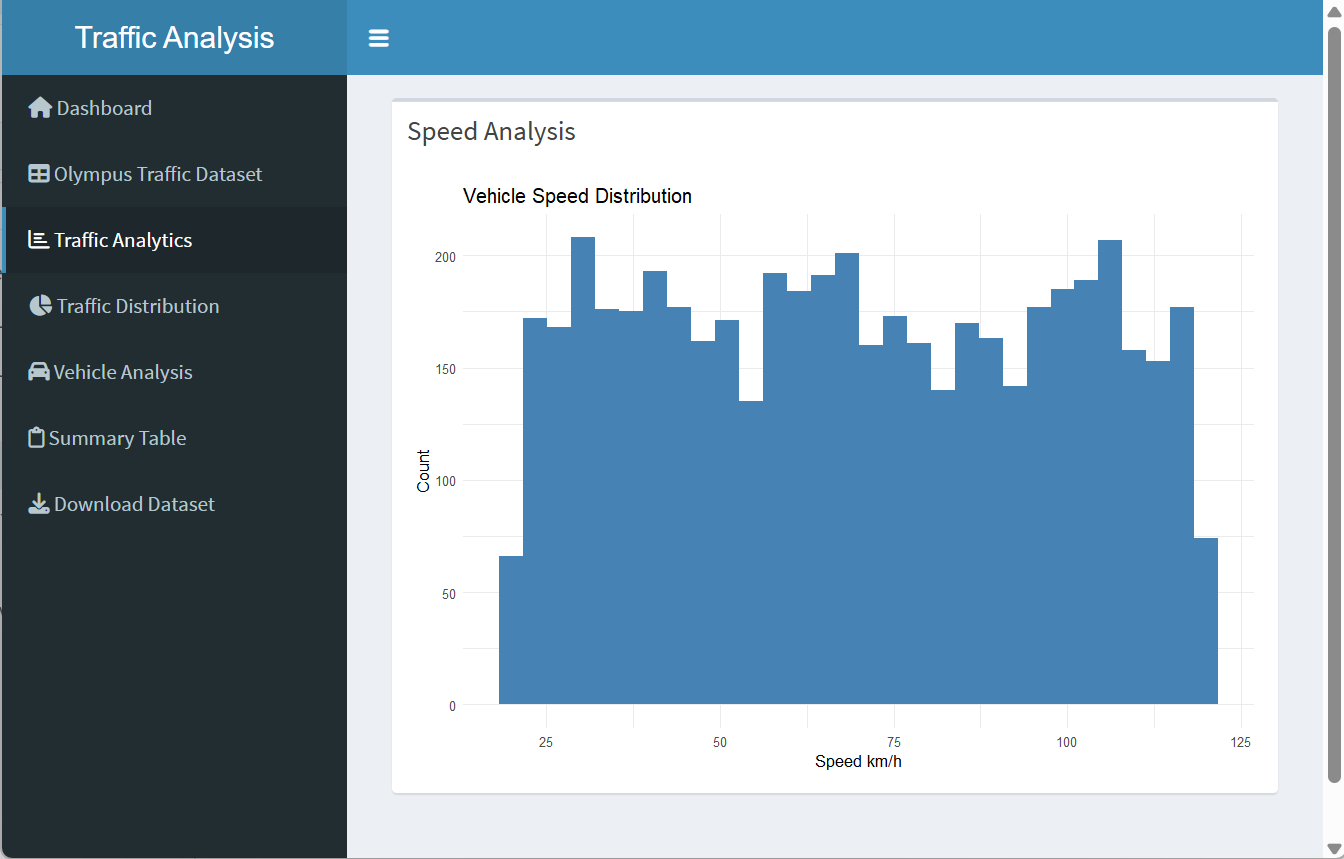 Traffic Analysis
Dashboard
Olympus Traffic Dataset
Traffic Analytics
Traffic Distribution
Vehicle Analysis
Summary Table
Download Dataset
Speed Analysis
Vehicle Speed Distribution
Count
200
150
100
50
0
25 50 75 100 125
Speed km/h